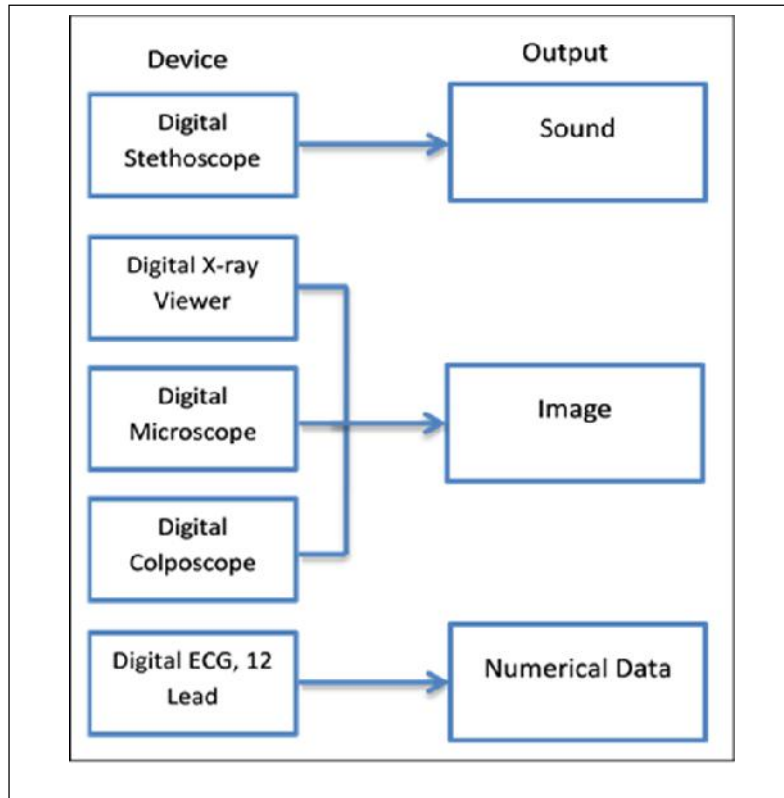 Device
Output
Digital
Stethoscope
Sound
Digital X-ray
Viewer
Digital
Microscope
Image
Digital
Colposcope
Digital ECG, 12
Lead
Numerical Data